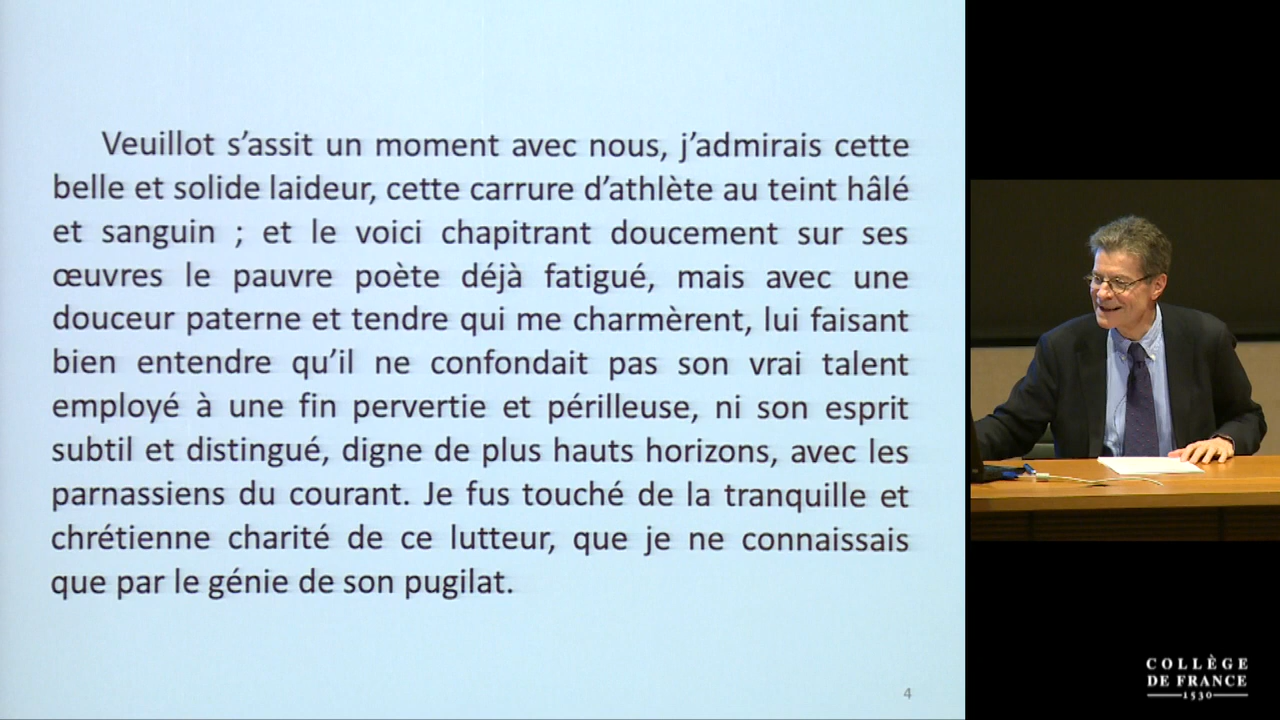 Veuillot s’assit un moment avec nous, j’admirais cette
belle et solide laideur, cette carrure d’athlète au teint hâlé
et sanguin ; et le voici chapitrant doucement sur ses
œuvres le pauvre poète déjà fatigué, mais avec une
douceur paterne et tendre qui me charmèrent, lui faisant
bien entendre qu’il ne confondait pas son vrai talent
employé à une fin pervertie et périlleuse, ni son esprit
subtil et distingué, digne de plus hauts horizons, avec les
parnassiens du courant. Je fus touché de la tranquille et
chrétienne charité de ce lutteur, que je ne connaissais
que par le génie de son pugilat.
4
COLLÈGE
DE FRANCE
1530